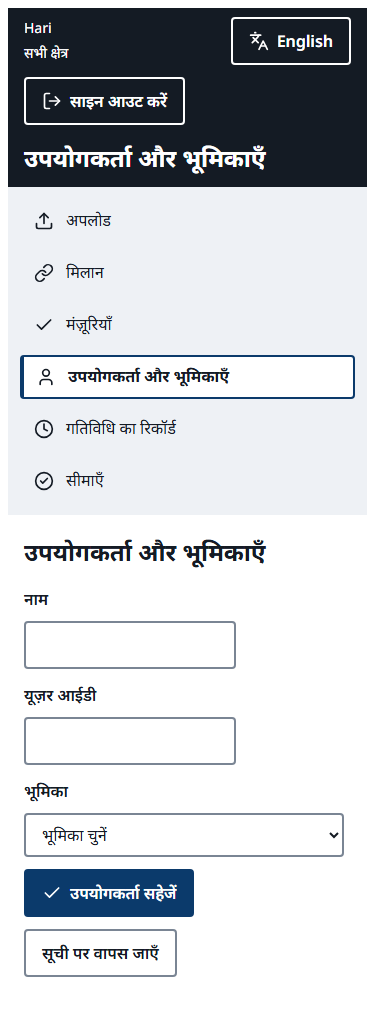 Hari
सभी क्षेत्र
English
साइन आउट करें
उपयोगकर्ता और भूमिकाएँ
अपलोड
मिलान
मंज़ूरियाँ
उपयोगकर्ता और भूमिकाएँ
गतिविधि का रिकॉर्ड
सीमाएँ
उपयोगकर्ता और भूमिकाएँ
नाम
यूज़र आईडी
भूमिका
भूमिका चुनें
उपयोगकर्ता सहेजें
सूची पर वापस जाएँ